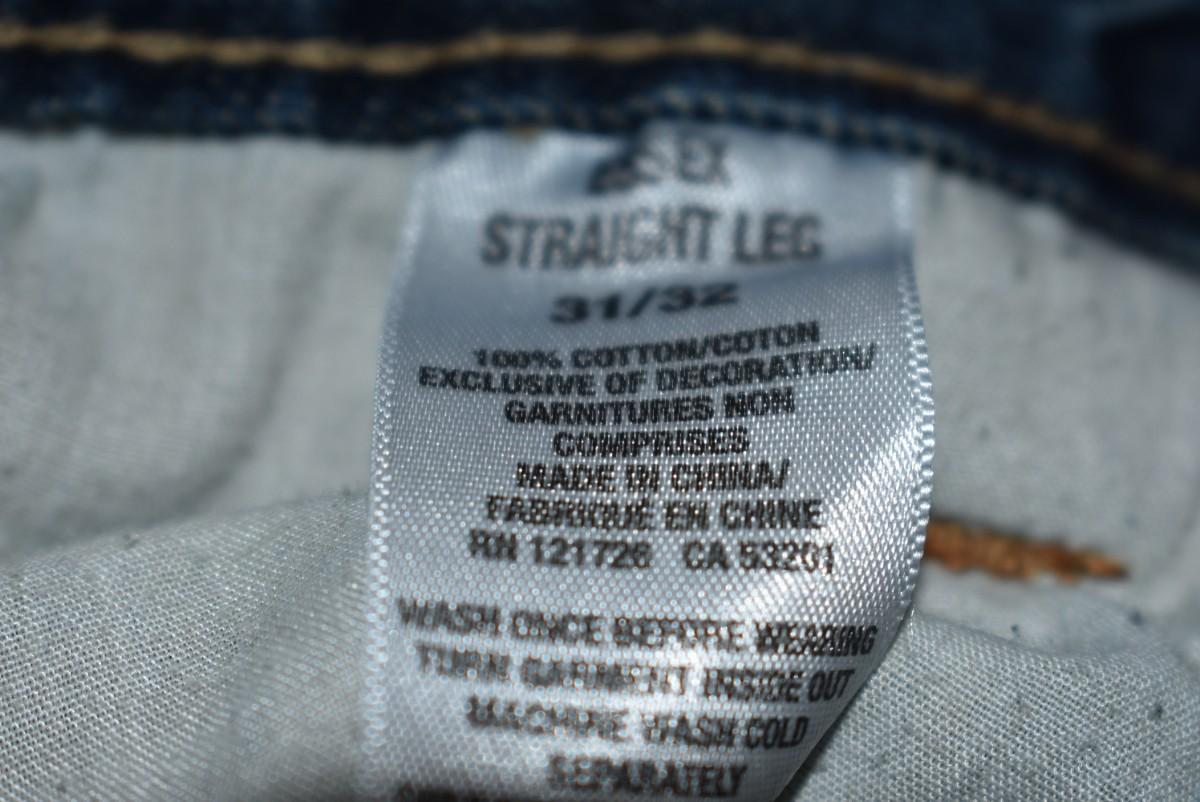 STRAIGHT LEG
31/32
100% COTTON/COTON
EXCLUSIVE OF DECORATION/
GARNITURES NON
COMPRISES
MADE IN CHINA/
FABRIQUE EN CHINE
RN 121726 CA 53201
WASH ONCE BEFORE WEARING
TURN GARMENT INSIDE OUT
MACHINE WASH COLD
SEPARATELY